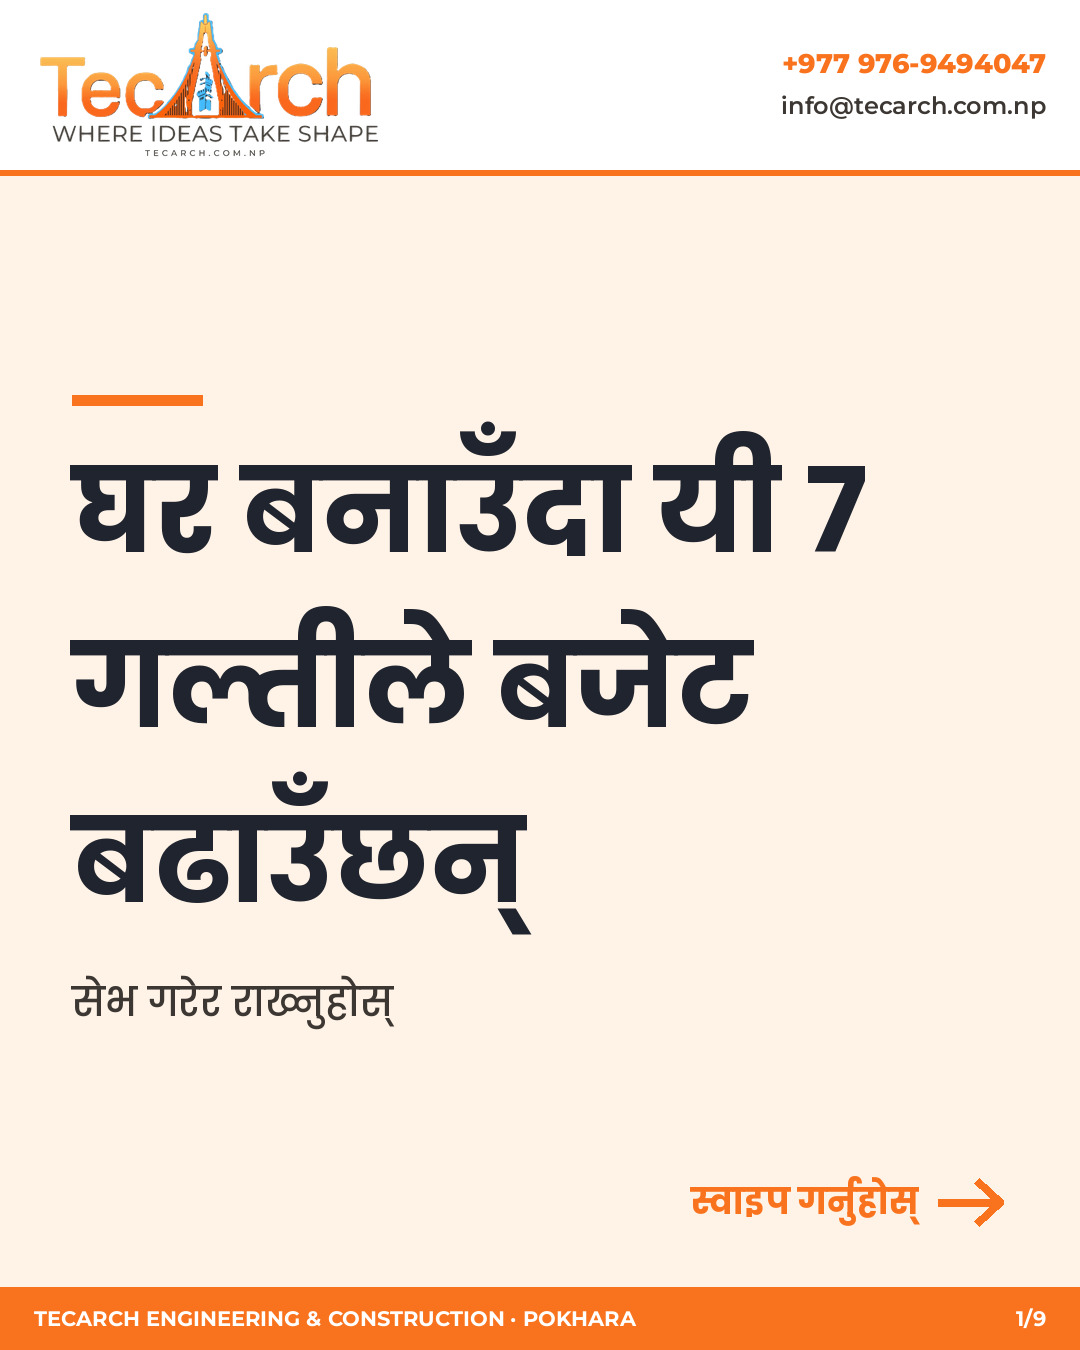 TecArch
WHERE IDEAS TAKE SHAPE
TECARCH.COM.NP
+977 976-9494047
info@tecarch.com.np
घर बनाउँदा यी 7
गल्तीले बजेट
बढाउँछन्
सेभ गरेर राख्नुहोस्
स्वाइप गर्नुहोस्
TECARCH ENGINEERING & CONSTRUCTION · POKHARA
1/9